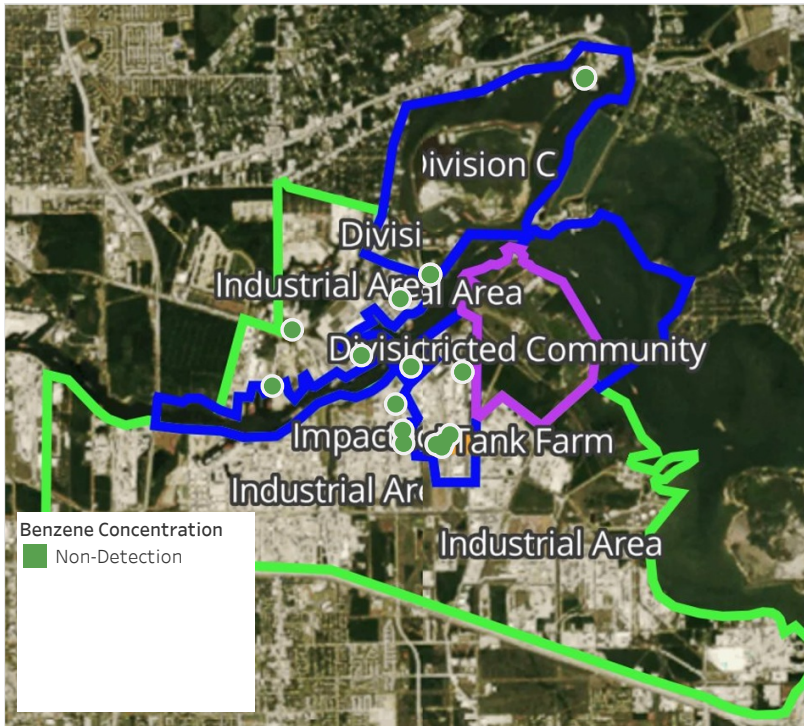 Division C
Divisi
Industrial Area
al Area
Divisi
tricted Community
Impac
Tank Farm
Industrial Ar
Industrial Area
Benzene Concentration
Non-Detection